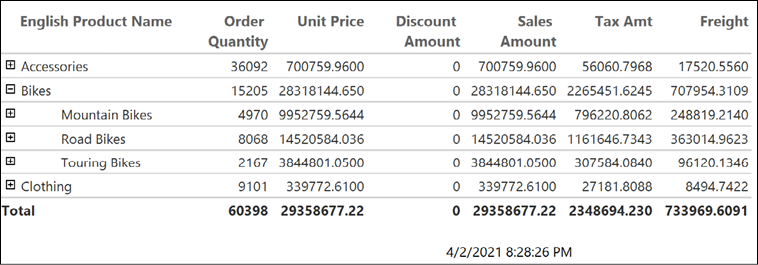 English Product Name Order Quantity Unit Price Discount Amount Sales Amount Tax Amt Freight
Accessories 36092 700759.9600 0 700759.9600 56060.7968 17520.5560
Bikes 15205 28318144.650 0 28318144.650 2265451.6245 707954.3109
Mountain Bikes 4970 9952759.5644 0 9952759.5644 796220.8062 248819.2140
Road Bikes 8068 14520584.036 0 14520584.036 1161646.7343 363014.9623
Touring Bikes 2167 3844801.0500 0 3844801.0500 307584.0840 96120.1346
Clothing 9101 339772.6100 0 339772.6100 27181.8088 8494.7422
Total 60398 29358677.22 0 29358677.22 2348694.230 733969.6091
4/2/2021 8:28:26 PM